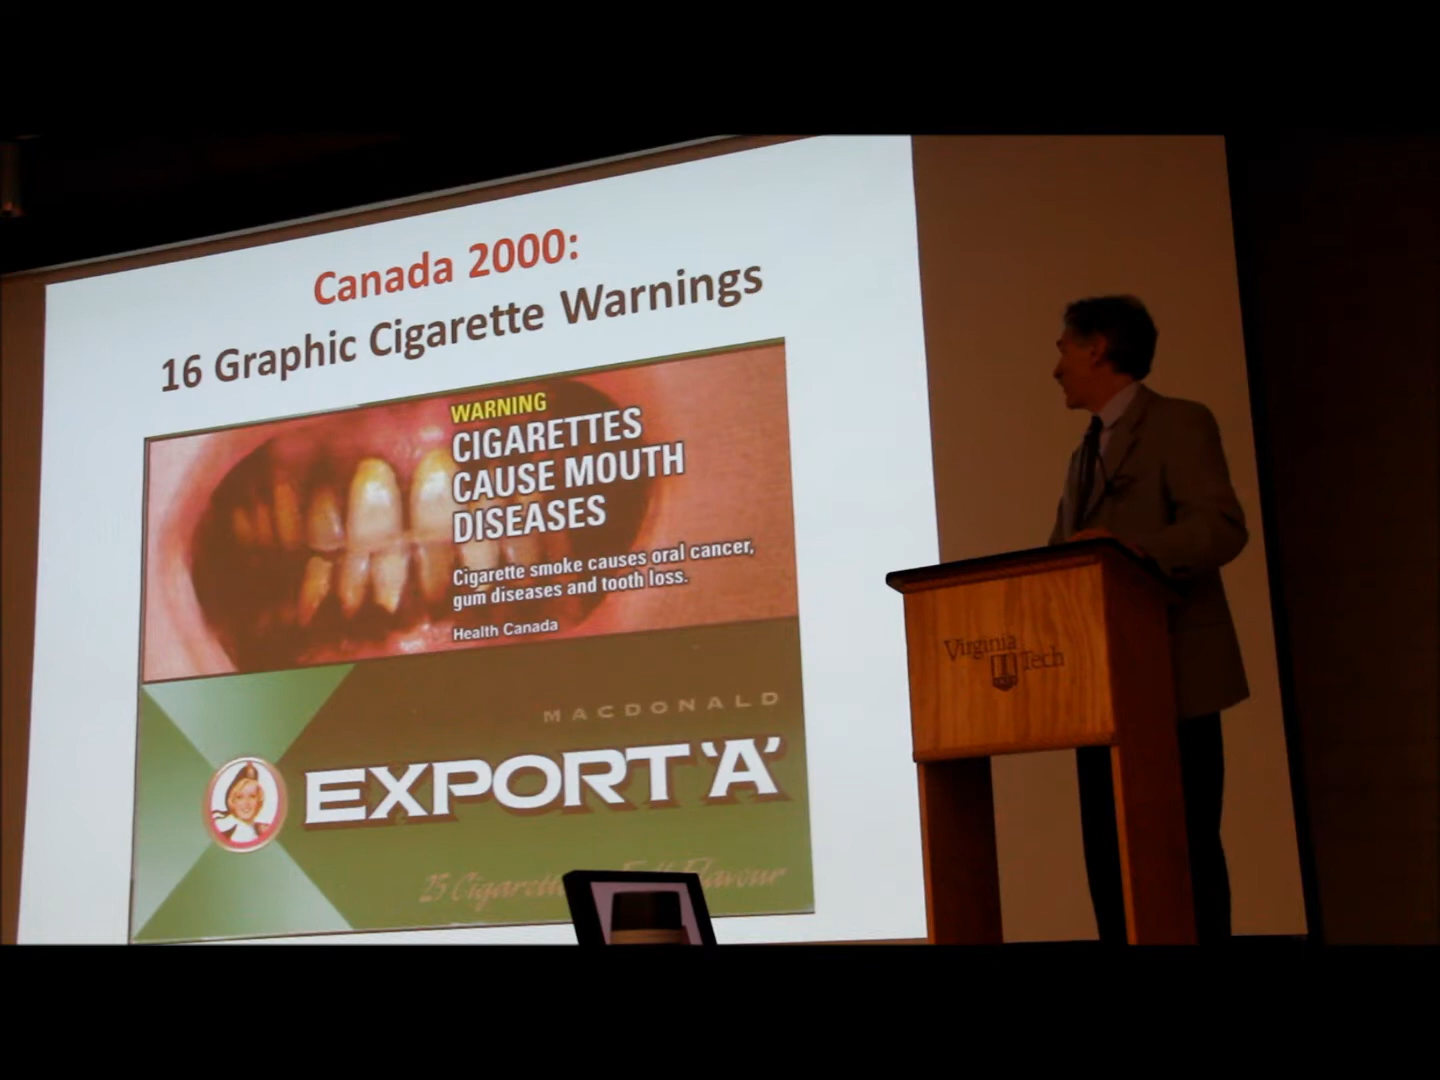 Canada 2000:
16 Graphic Cigarette Warnings
WARNING
CIGARETTES
CAUSE MOUTH
DISEASES
Cigarette smoke causes oral cancer,
gum diseases and tooth loss.
Health Canada
MACDONALD
EXPORT 'A'
25 Flavour
Virginia
Tech